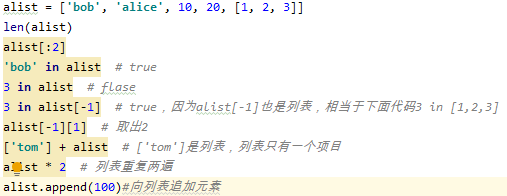 alist = ['bob', 'alice', 10, 20, [1, 2, 3]]
len(alist)
alist[:2]
'bob' in alist  # true
3 in alist  # flase
3 in alist[-1]  # true，因为alist[-1]也是列表，相当于下面代码3 in [1,2,3]
alist[-1][1]  # 取出2
['tom'] + alist  # ['tom']是列表，列表只有一个项目
alist * 2  # 列表重复两遍
alist.append(100)#向列表追加元素